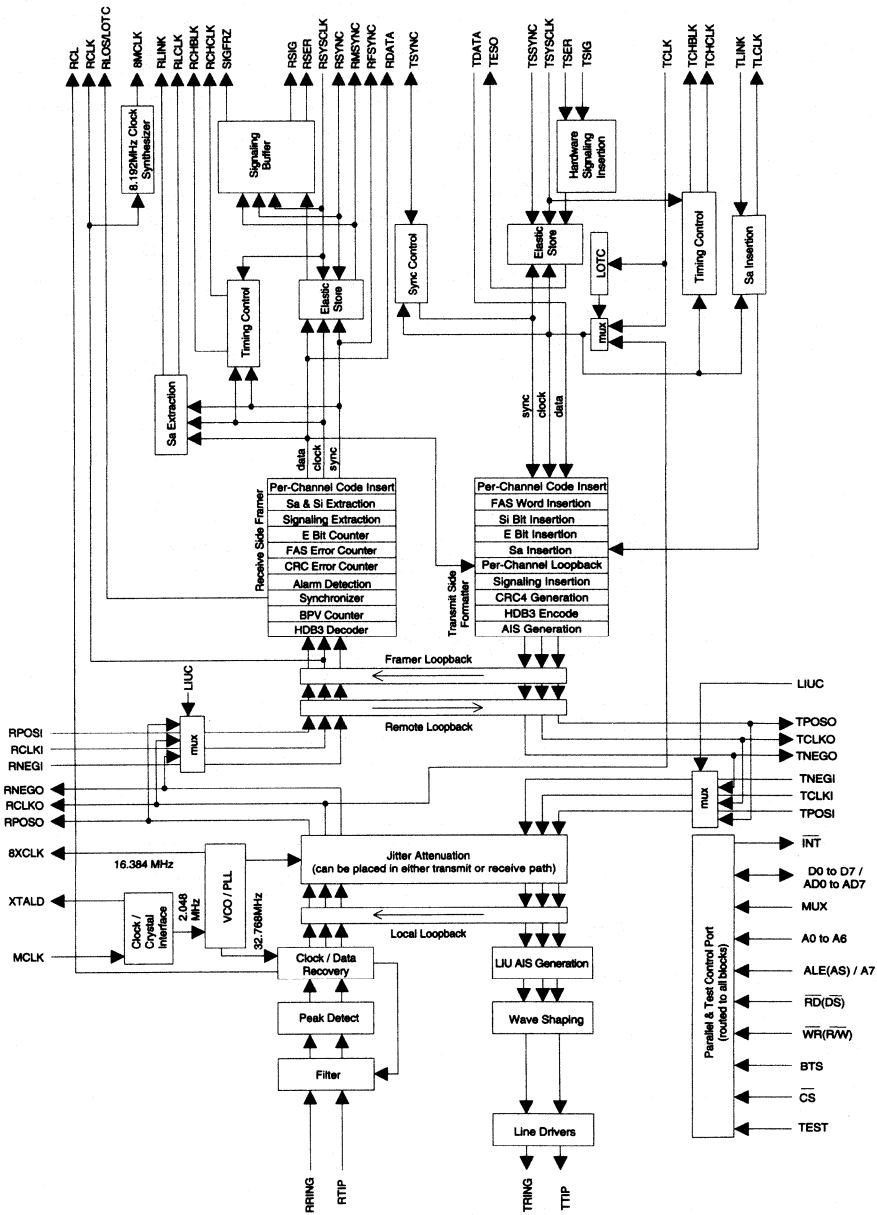 RCL
RCLK
RLOS/LOTC
8MCLK
RLINK
RLCLK
RCHBLK
RCHCLK
SIGFRZ
RSIG
RSER
RSYSCLK
RSYNC
RMSYNC
RFSYNC
RDATA
TSYNC
TDATA
TESO
TSSYNC
TSYSCLK
TSER
TSIG
TCLK
TCHBLK
TCHCLK
TLINK
TLCLK
8.192MHz Clock
Synthesizer
Signaling
Buffer
Hardware
Signaling
Insertion
Sync Control
Elastic
Store
LOTC
Timing Control
Sa Insertion
Timing Control
Elastic
Store
mux
Sa Extraction
data
clock
sync
sync
clock
data
Receive Side Framer
Per-Channel Code Insert
Sa & Si Extraction
Signaling Extraction
E Bit Counter
FAS Error Counter
CRC Error Counter
Alarm Detection
Synchronizer
BPV Counter
HDB3 Decoder
Transmit Side
Formatter
Per-Channel Code Insert
FAS Word Insertion
Si Bit Insertion
E Bit Insertion
Sa Insertion
Per-Channel Loopback
Signaling Insertion
CRC4 Generation
HDB3 Encode
AIS Generation
Framer Loopback
Remote Loopback
LIUC
mux
RPOSI
RCLKI
RNEGI
RNEGO
RCLKO
RPOSO
8XCLK
XTALD
MCLK
LIUC
TPOSO
TCLKO
TNEGO
TNEGI
TCLKI
TPOSI
mux
16.384 MHz
Clock /
Crystal
Interface
2.048
MHz
VCO / PLL
32.768MHz
Jitter Attenuation
(can be placed in either transmit or receive path)
Local Loopback
Clock / Data
Recovery
LIU AIS Generation
Peak Detect
Wave Shaping
Filter
Line Drivers
RRING
RTIP
TRING
TTIP
Parallel & Test Control Port
(routed to all blocks)
INT
D0 to D7 /
AD0 to AD7
MUX
A0 to A6
ALE(AS) / A7
RD(DS)
WR(R/W)
BTS
CS
TEST